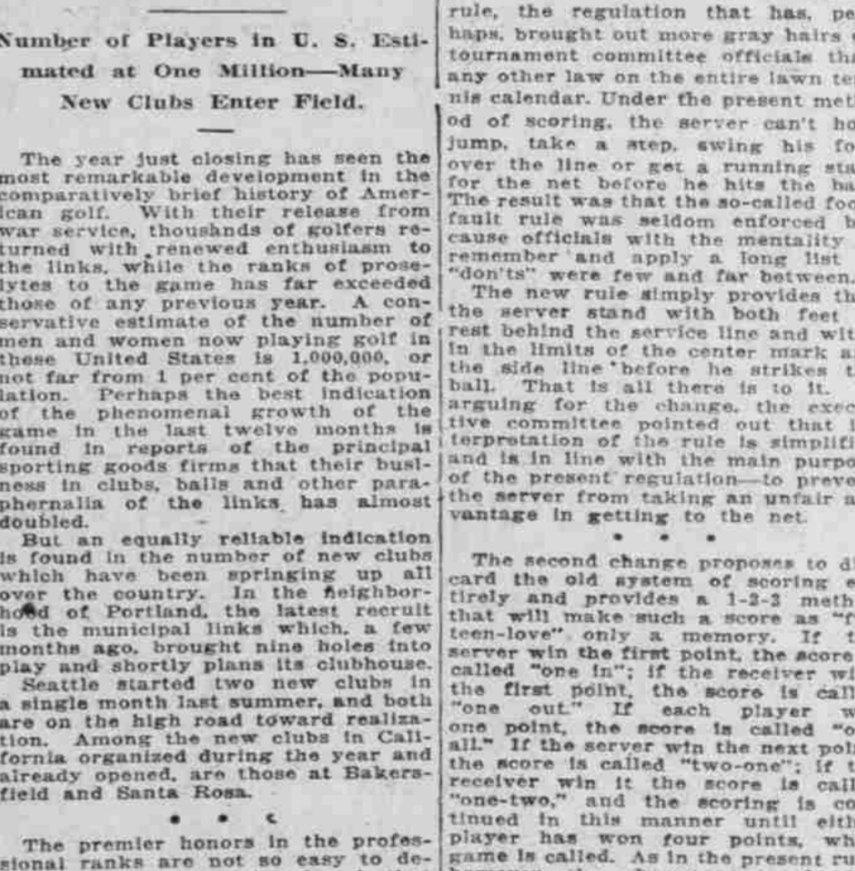 Number of Players in U. S. Esti-
mated at One Million—Many
New Clubs Enter Field.
The year just closing has seen the
most remarkable development in the
comparatively brief history of Amer-
ican golf. With their release from
war service, thousands of golfers re-
turned with renewed enthusiasm to
the links, while the ranks of prose-
lytes to the game has far exceeded
those of any previous year. A con-
servative estimate of the number of
men and women now playing golf in
these United States is 1,000,000, or
not far from 1 per cent of the popu-
lation. Perhaps the best indication
of the phenomenal growth of the
game in the last twelve months is
found in reports of the principal
sporting goods firms that their busi-
ness in clubs, balls and other para-
phernalia of the links has almost
doubled.
But an equally reliable indication
is found in the number of new clubs
which have been springing up all
over the country. In the neighbor-
hood of Portland, the latest recruit
is the municipal links which, a few
months ago, brought nine holes into
play and shortly plans its clubhouse.
Seattle started two new clubs in
a single month last summer, and both
are on the high road toward realiza-
tion. Among the new clubs in Cali-
fornia organized during the year and
already opened, are those at Bakers-
field and Santa Rosa.
The premier honors in the profes-
sional ranks are not so easy to de-
rule, the regulation that has, pe
haps, brought out more gray hairs
tournament committee officials tha
any other law on the entire lawn ten
nis calendar. Under the present meth
od of scoring, the server can't ho
jump, take a step, swing his fo
over the line or get a running sta
for the net before he hits the ba
The result was that the so-called foo
fault rule was seldom enforced b
cause officials with the mentality
remember and apply a long list
"don'ts" were few and far between.
The new rule simply provides th
the server stand with both feet
rest behind the service line and with
in the limits of the center mark a
the side line before he strikes t
ball. That is all there is to it.
arguing for the change, the exec
tive committee pointed out that i
terpretation of the rule is simplifi
and is in line with the main purpo
of the present regulation—to preve
the server from taking an unfair a
vantage in getting to the net.
The second change proposes to di
card the old system of scoring e
tirely and provides a 1-2-3 meth
that will make such a score as "f
teen-love" only a memory. If t
server win the first point, the score
called "one in"; if the receiver wi
the first point, the score is call
"one out." If each player w
one point, the score is called "o
all." If the server win the next poi
the score is called "two-one"; if t
receiver win it the score is call
"one-two," and the scoring is co
tinued in this manner until eith
player has won four points, wh
game is called. As in the present ru